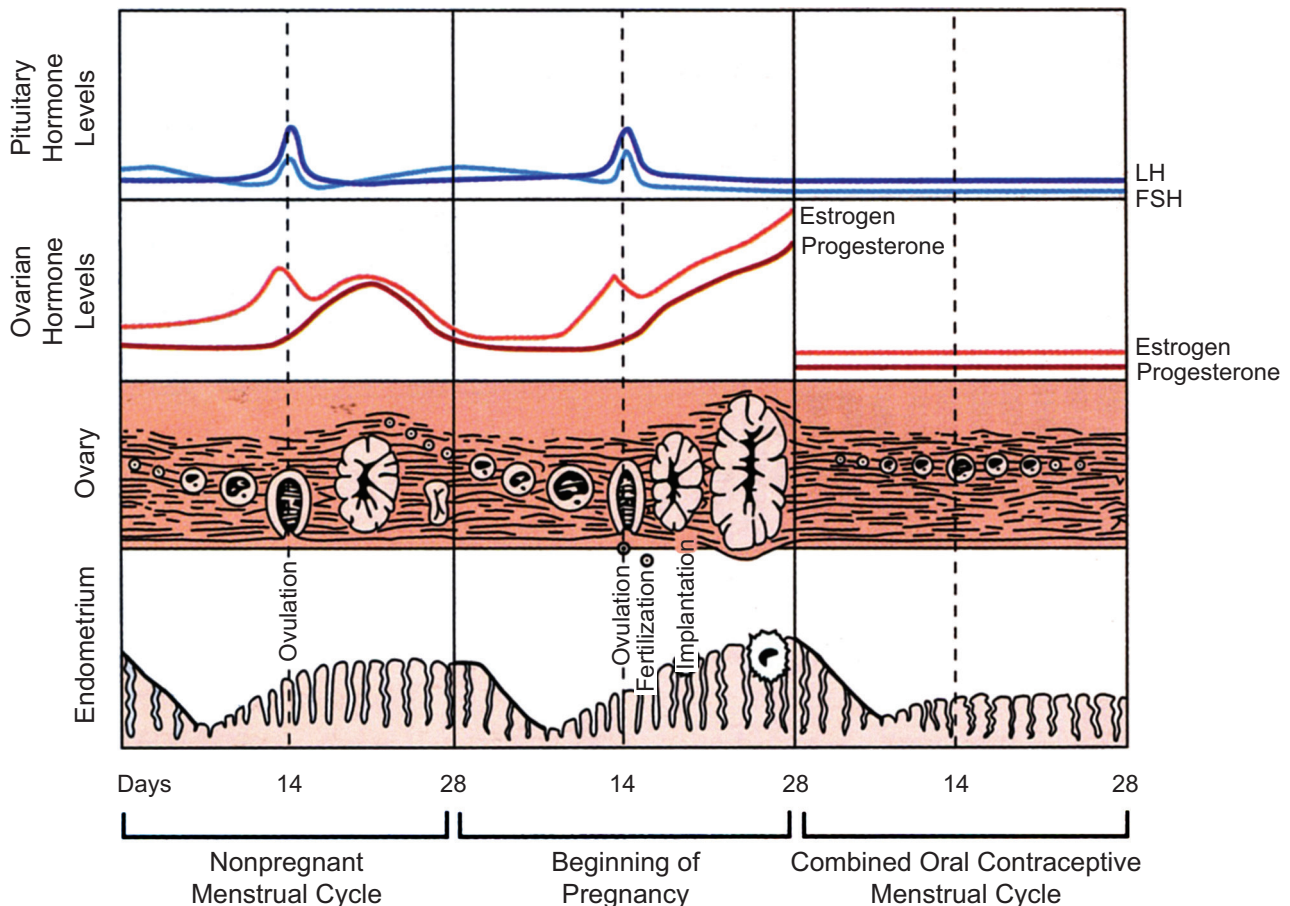 Pituitary
Hormone
Levels
LH
FSH
Ovarian
Hormone
Levels
Estrogen
Progesterone
Estrogen
Progesterone
Ovary
Endometrium
Ovulation
Ovulation
Fertilization
Implantation
Days
14
28
14
28
14
28
Nonpregnant
Menstrual Cycle
Beginning of
Pregnancy
Combined Oral Contraceptive
Menstrual Cycle